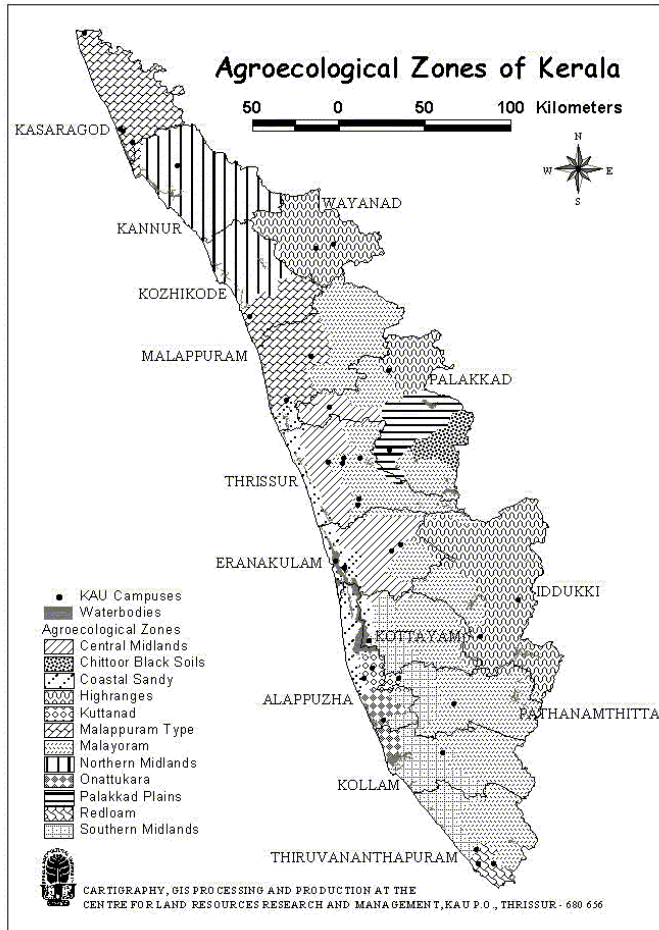 Agroecological Zones of Kerala
50 0 50 100 Kilometers
N
W E
S
KASARAGOD
WAYANAD
KANNUR
KOZHIKODE
MALAPPURAM
PALAKKAD
THRISSUR
ERANAKULAM
IDDUKKI
KOTTAYAM
ALAPPUZHA
PATHANAMTHITTA
KOLLAM
THIRUVANANTHAPURAM
KAU Campuses
Waterbodies
Agroecological Zones
Central Midlands
Chittoor Black Soils
Coastal Sandy
Highranges
Kuttanad
Malappuram Type
Malayoram
Northern Midlands
Onattukara
Palakkad Plains
Redloam
Southern Midlands
CARTIGRAPHY, GIS PROCESSING AND PRODUCTION AT THE
CENTRE FOR LAND RESOURCES RESEARCH AND MANAGEMENT, KAU P.O., THRISSUR - 680 656